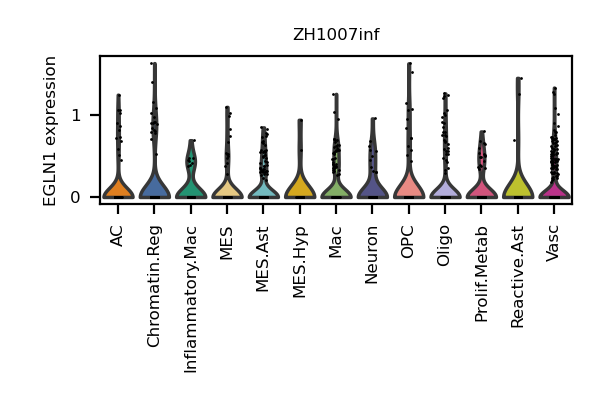 ZH1007inf
EGLN1 expression
1
0
AC
Chromatin.Reg
Inflammatory.Mac
MES
MES.Ast
MES.Hyp
Mac
Neuron
OPC
Oligo
Prolif.Metab
Reactive.Ast
Vasc